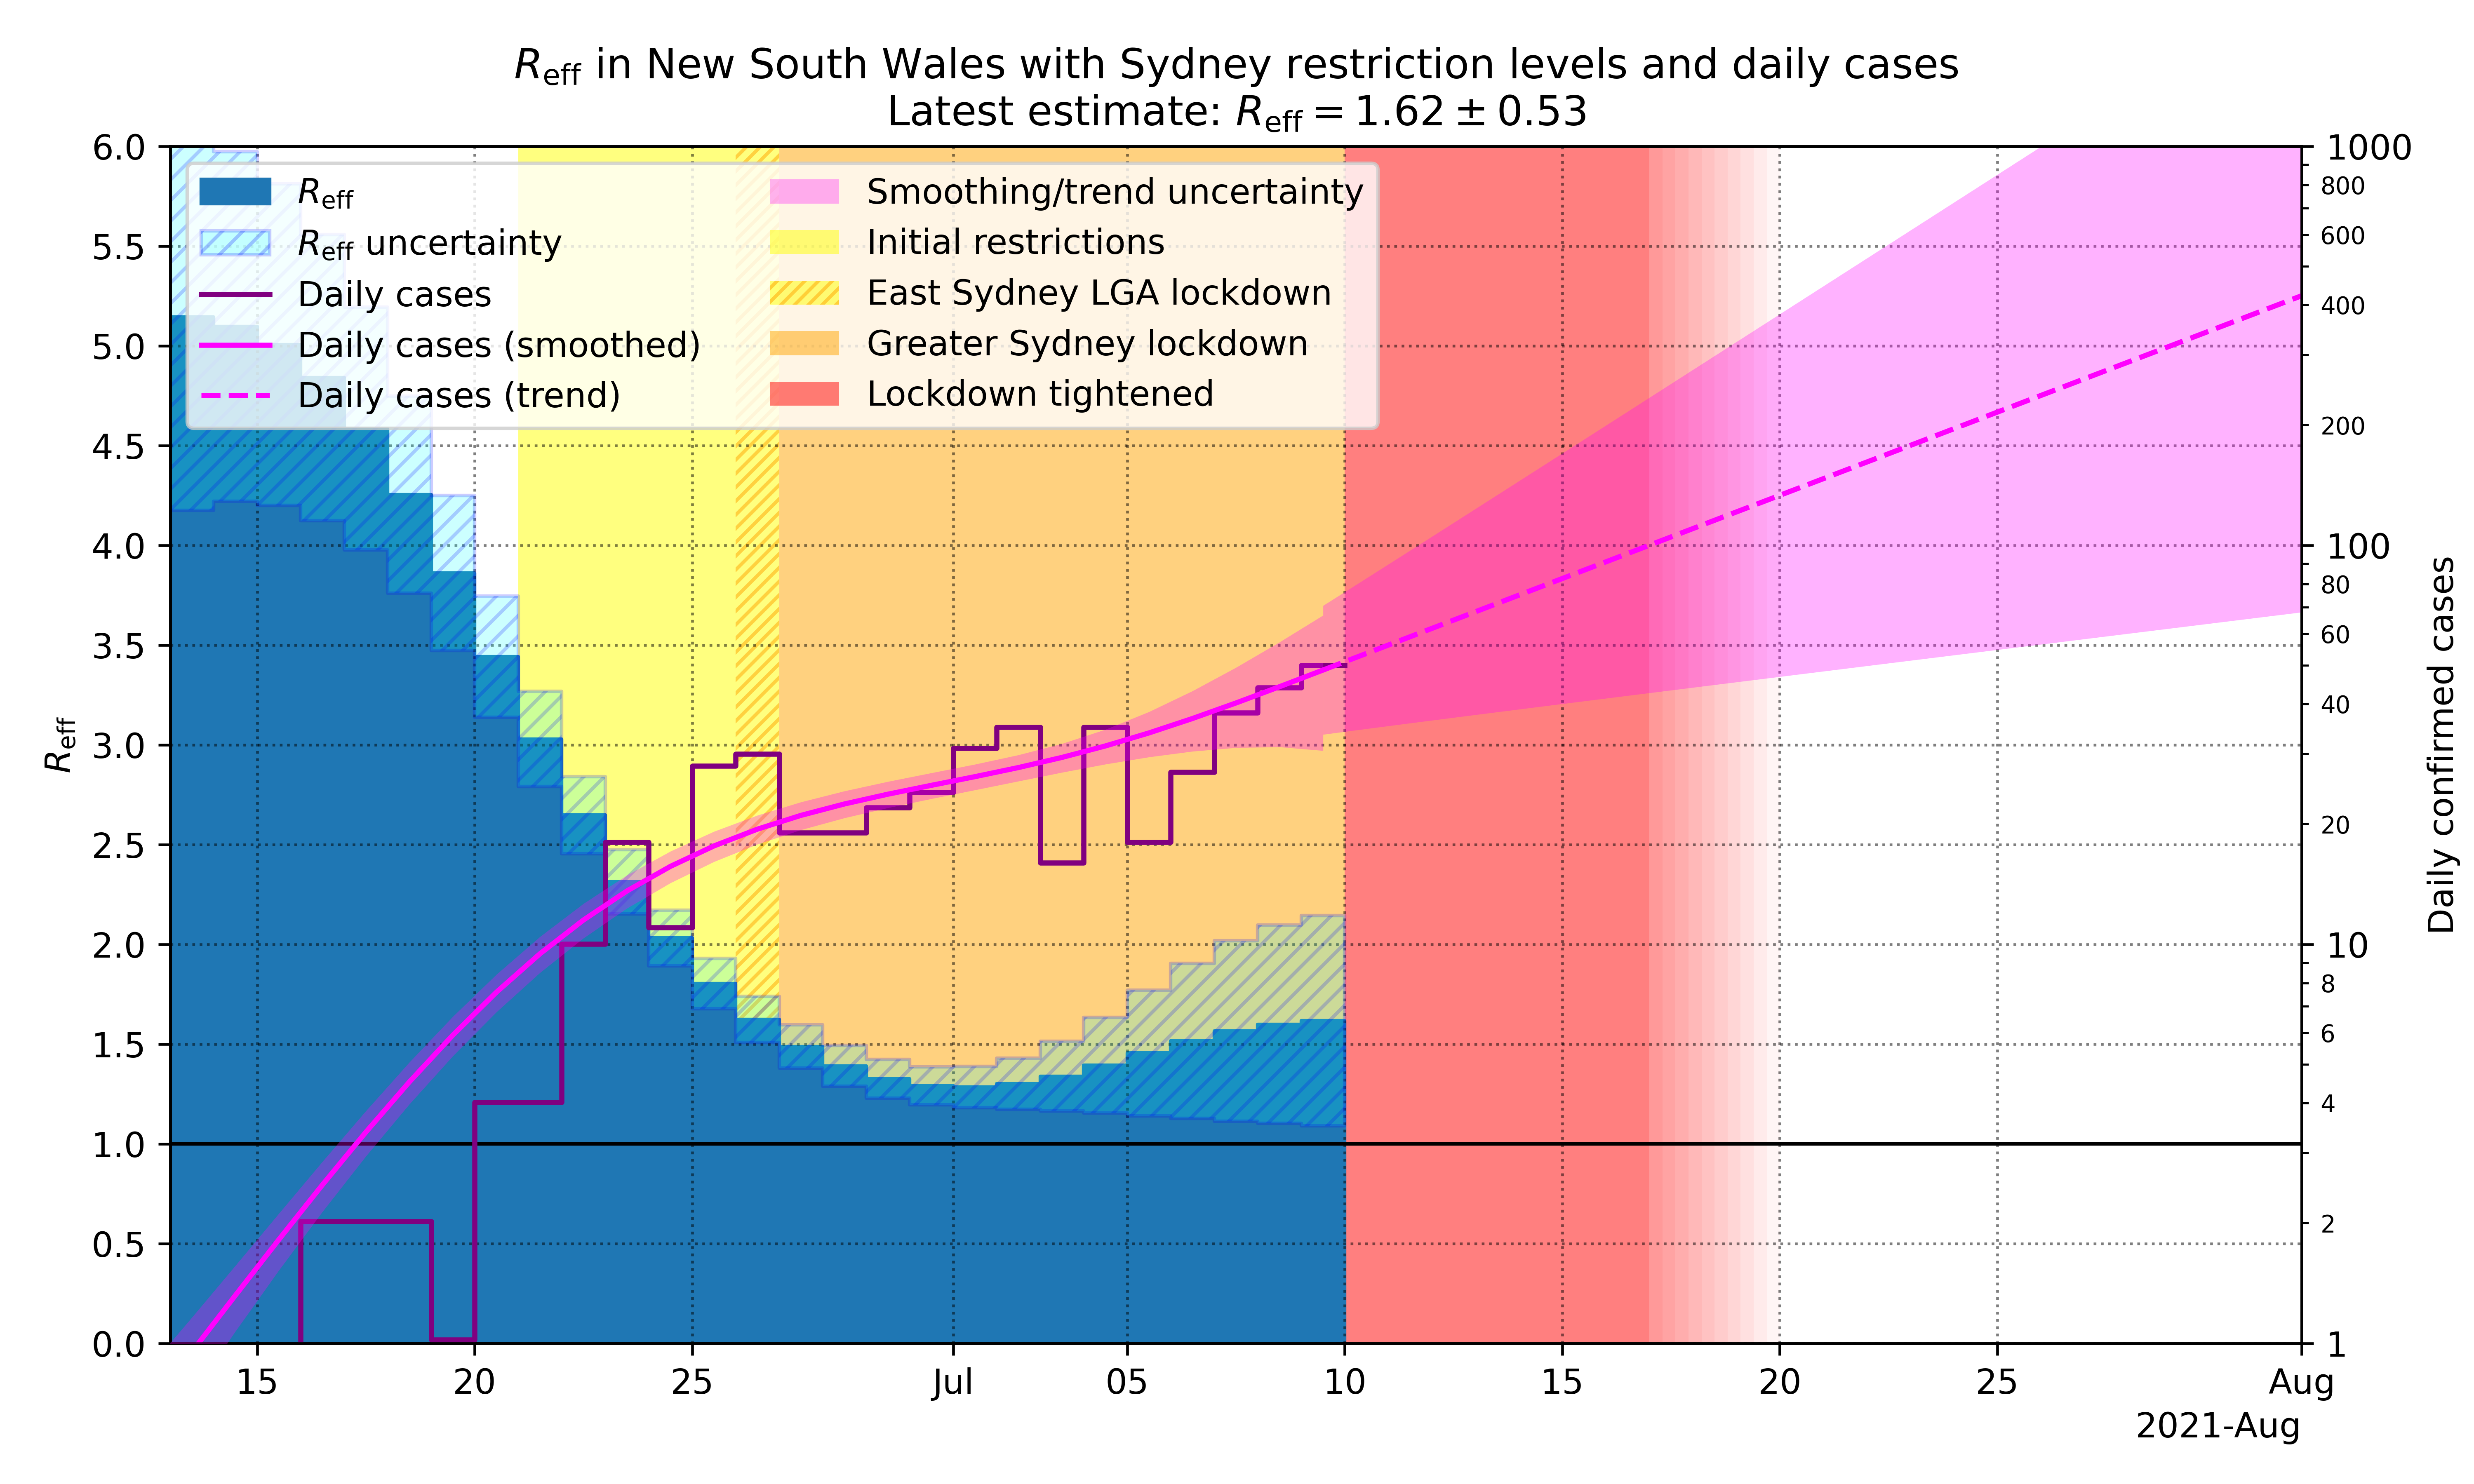 R_eff in New South Wales with Sydney restriction levels and daily cases
Latest estimate: R_eff = 1.62 ± 0.53
R_eff
R_eff uncertainty
Daily cases
Daily cases (smoothed)
Daily cases (trend)
Smoothing/trend uncertainty
Initial restrictions
East Sydney LGA lockdown
Greater Sydney lockdown
Lockdown tightened
6.0
5.5
5.0
4.5
4.0
3.5
3.0
2.5
2.0
1.5
1.0
0.5
0.0
R_eff
1000
800
600
400
200
100
80
60
40
20
10
8
6
4
2
1
Daily confirmed cases
15 20 25 Jul 05 10 15 20 25 Aug
2021-Aug